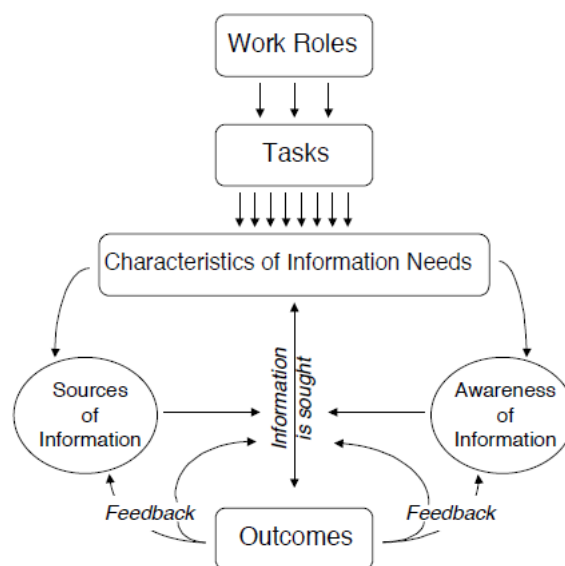 Work Roles
Tasks
Characteristics of Information Needs
Sources
of
Information
Information
is sought
Awareness
of
Information
Feedback
Outcomes
Feedback